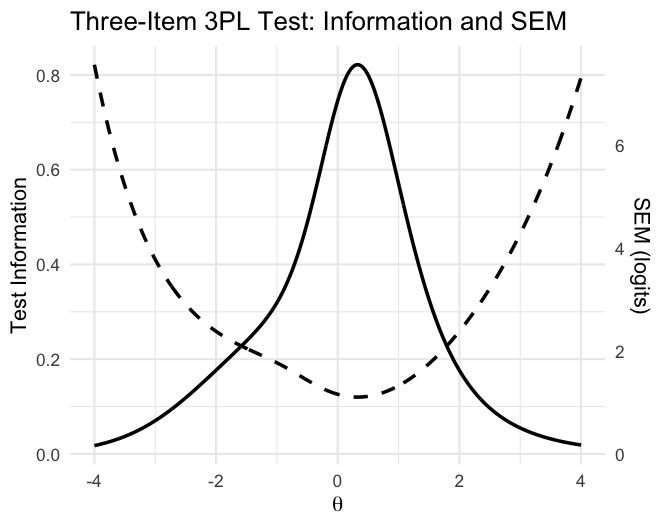 Three-Item 3PL Test: Information and SEM
Test Information
0.8
0.6
0.4
0.2
0.0
6
4
2
0
SEM (logits)
-4 -2 0 2 4
θ